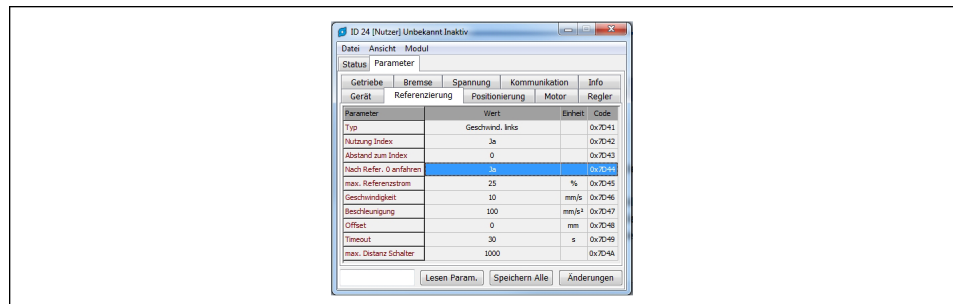 ID 24 [Nutzer] Unbekannt Inaktiv
Datei Ansicht Modul
Status Parameter
Getriebe Bremse Spannung Kommunikation Info
Gerät Referenzierung Positionierung Motor Regler
Parameter Wert Einheit Code
Typ Geschwind. links 0x7D41
Nutzung Index Ja 0x7D42
Abstand zum Index 0 0x7D43
Nach Refer. 0 anfahren Ja 0x7D44
max. Referenzstrom 25 % 0x7D45
Geschwindigkeit 10 mm/s 0x7D46
Beschleunigung 100 mm/s² 0x7D47
Offset 0 mm 0x7D48
Timeout 30 s 0x7D49
max. Distanz Schalter 1000 0x7D4A
Lesen Param. Speichern Alle Änderungen